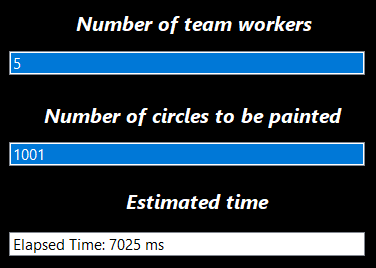 Number of team workers
5
Number of circles to be painted
1001
Estimated time
Elapsed Time: 7025 ms